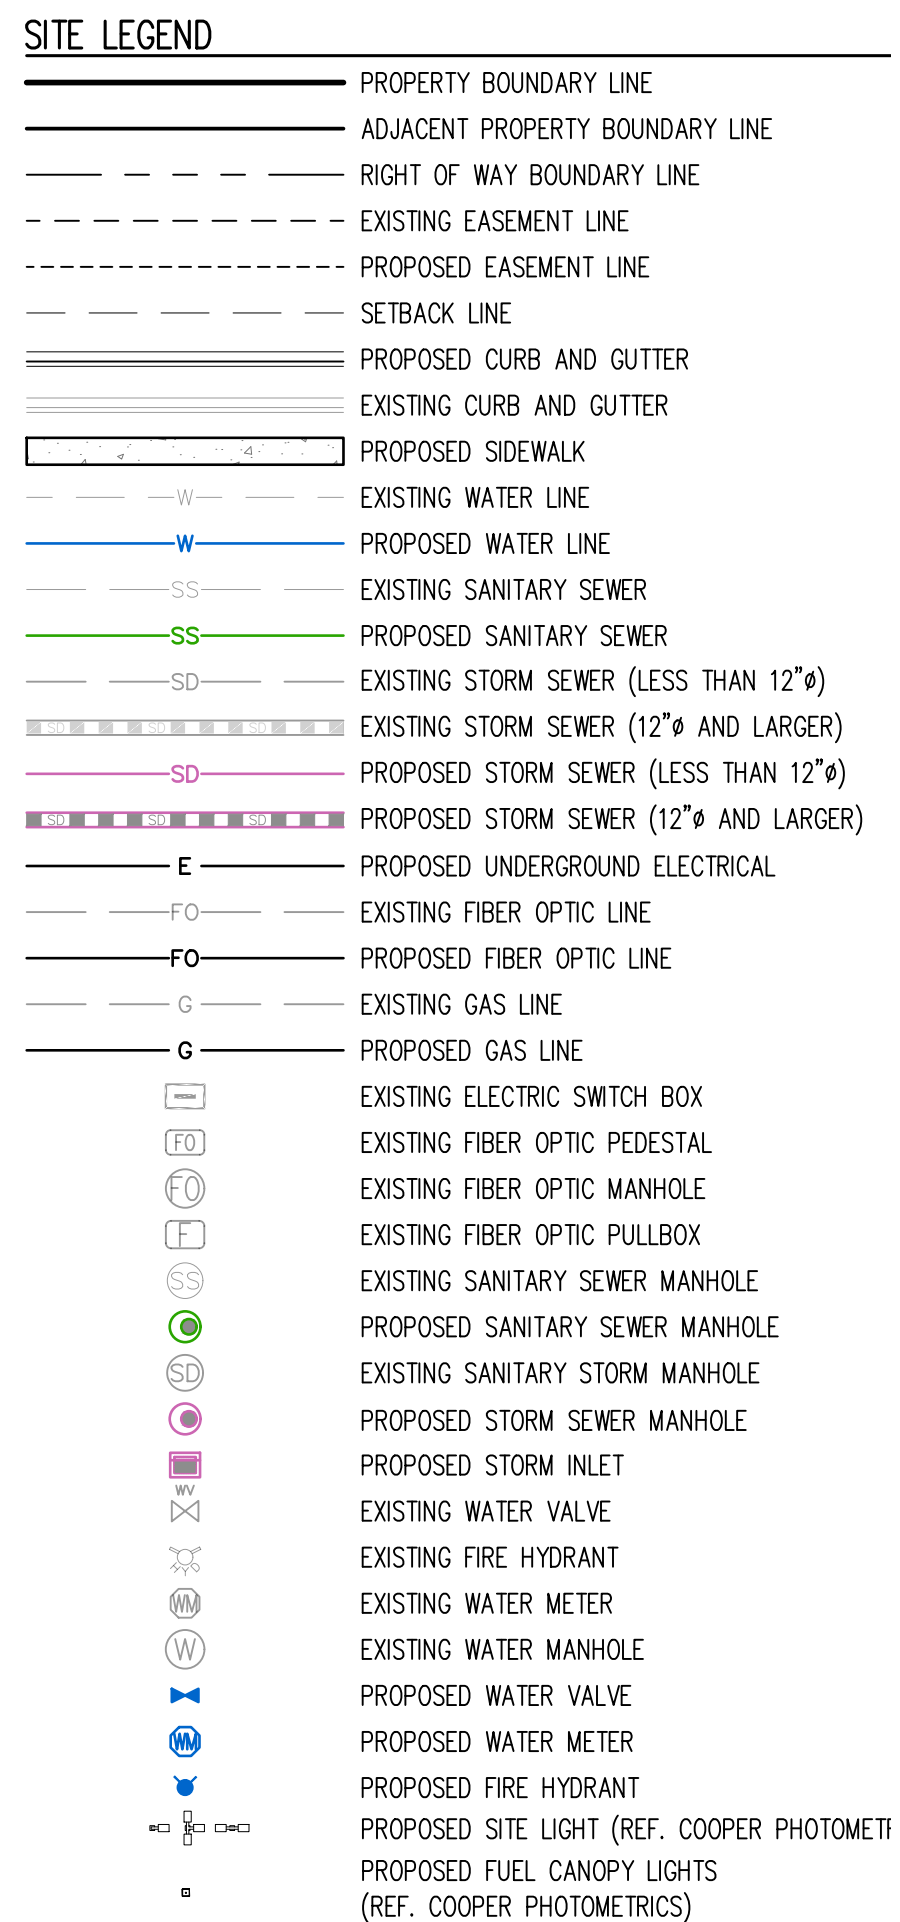 SITE LEGEND
PROPERTY BOUNDARY LINE
ADJACENT PROPERTY BOUNDARY LINE
RIGHT OF WAY BOUNDARY LINE
EXISTING EASEMENT LINE
PROPOSED EASEMENT LINE
SETBACK LINE
PROPOSED CURB AND GUTTER
EXISTING CURB AND GUTTER
PROPOSED SIDEWALK
W EXISTING WATER LINE
W PROPOSED WATER LINE
SS EXISTING SANITARY SEWER
SS PROPOSED SANITARY SEWER
SD EXISTING STORM SEWER (LESS THAN 12"ø)
SD SD SD EXISTING STORM SEWER (12"ø AND LARGER)
SD PROPOSED STORM SEWER (LESS THAN 12"ø)
SD SD SD PROPOSED STORM SEWER (12"ø AND LARGER)
E PROPOSED UNDERGROUND ELECTRICAL
FO EXISTING FIBER OPTIC LINE
FO PROPOSED FIBER OPTIC LINE
G EXISTING GAS LINE
G PROPOSED GAS LINE
EXISTING ELECTRIC SWITCH BOX
FO EXISTING FIBER OPTIC PEDESTAL
FO EXISTING FIBER OPTIC MANHOLE
F EXISTING FIBER OPTIC PULLBOX
SS EXISTING SANITARY SEWER MANHOLE
PROPOSED SANITARY SEWER MANHOLE
SD EXISTING SANITARY STORM MANHOLE
PROPOSED STORM SEWER MANHOLE
PROPOSED STORM INLET
WV EXISTING WATER VALVE
EXISTING FIRE HYDRANT
WM EXISTING WATER METER
W EXISTING WATER MANHOLE
PROPOSED WATER VALVE
WM PROPOSED WATER METER
PROPOSED FIRE HYDRANT
PROPOSED SITE LIGHT (REF. COOPER PHOTOMET
PROPOSED FUEL CANOPY LIGHTS
(REF. COOPER PHOTOMETRICS)